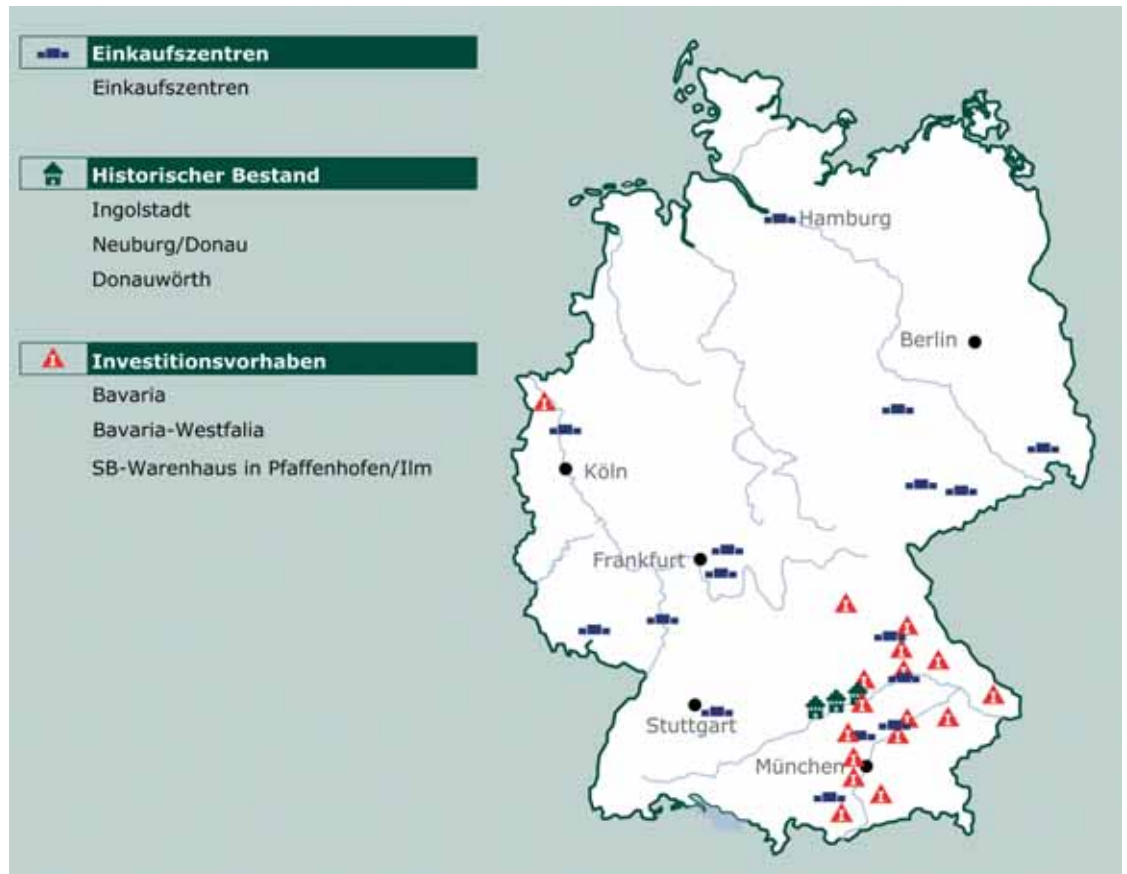 Einkaufszentren
Einkaufszentren
Historischer Bestand
Ingolstadt
Neuburg/Donau
Donauwörth
Investitionsvorhaben
Bavaria
Bavaria-Westfalia
SB-Warenhaus in Pfaffenhofen/Ilm
Hamburg
Berlin
Köln
Frankfurt
Stuttgart
München